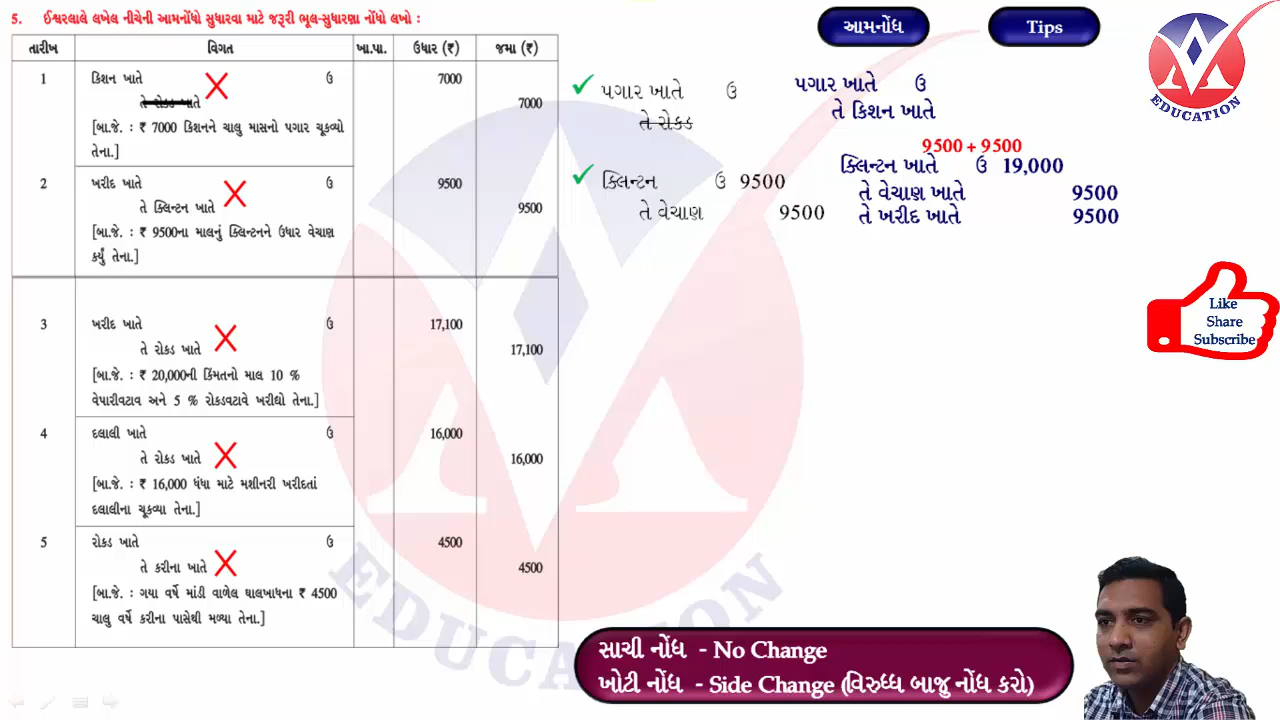 5. ઈશ્વરલાલે લખેલ નીચેની આમનોંધો સુધારવા માટે જરૂરી ભૂલ-સુધારણા નોંધો લખો :
તારીખ વિગત ખા.પા. ઉધાર (₹) જમા (₹)
1 કિશન ખાતે ઉ 7000
તે રોકડ ખાતે 7000
[બા.જે. : ₹ 7000 કિશનને ચાલુ માસનો પગાર ચૂકવ્યો
તેના.]
2 ખરીદ ખાતે ઉ 9500
તે ક્લિન્ટન ખાતે 9500
[બા.જે. : ₹ 9500ના માલનું ક્લિન્ટનને ઉધાર વેચાણ
કર્યું તેના.]
3 ખરીદ ખાતે ઉ 17,100
તે રોકડ ખાતે 17,100
[બા.જે. : ₹ 20,000ની કિંમતનો માલ 10 %
વેપારીવટાવ અને 5 % રોકડવટાવે ખરીદ્યો તેના.]
4 દલાલી ખાતે ઉ 16,000
તે રોકડ ખાતે 16,000
[બા.જે. : ₹ 16,000 ધંધા માટે મશીનરી ખરીદતાં
દલાલીના ચૂકવ્યા તેના.]
5 રોકડ ખાતે ઉ 4500
તે કરીના ખાતે 4500
[બા.જે. : ગયા વર્ષે માંડી વાળેલ ઘાલખાધના ₹ 4500
ચાલુ વર્ષે કરીના પાસેથી મળ્યા તેના.]
આમનોંધ
Tips
પગાર ખાતે ઉ
તે રોકડ
પગાર ખાતે ઉ
તે કિશન ખાતે
ક્લિન્ટન ઉ 9500
તે વેચાણ 9500
9500 + 9500
ક્લિન્ટન ખાતે ઉ 19,000
તે વેચાણ ખાતે 9500
તે ખરીદ ખાતે 9500
EDUCATION
Like
Share
Subscribe
EDUCATION
સાચી નોંધ - No Change
ખોટી નોંધ - Side Change (વિરુધ્ધ બાજુ નોંધ કરો)